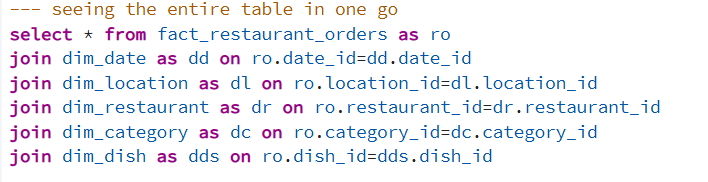 --- seeing the entire table in one go
select * from fact_restaurant_orders as ro
join dim_date as dd on ro.date_id=dd.date_id
join dim_location as dl on ro.location_id=dl.location_id
join dim_restaurant as dr on ro.restaurant_id=dr.restaurant_id
join dim_category as dc on ro.category_id=dc.category_id
join dim_dish as dds on ro.dish_id=dds.dish_id